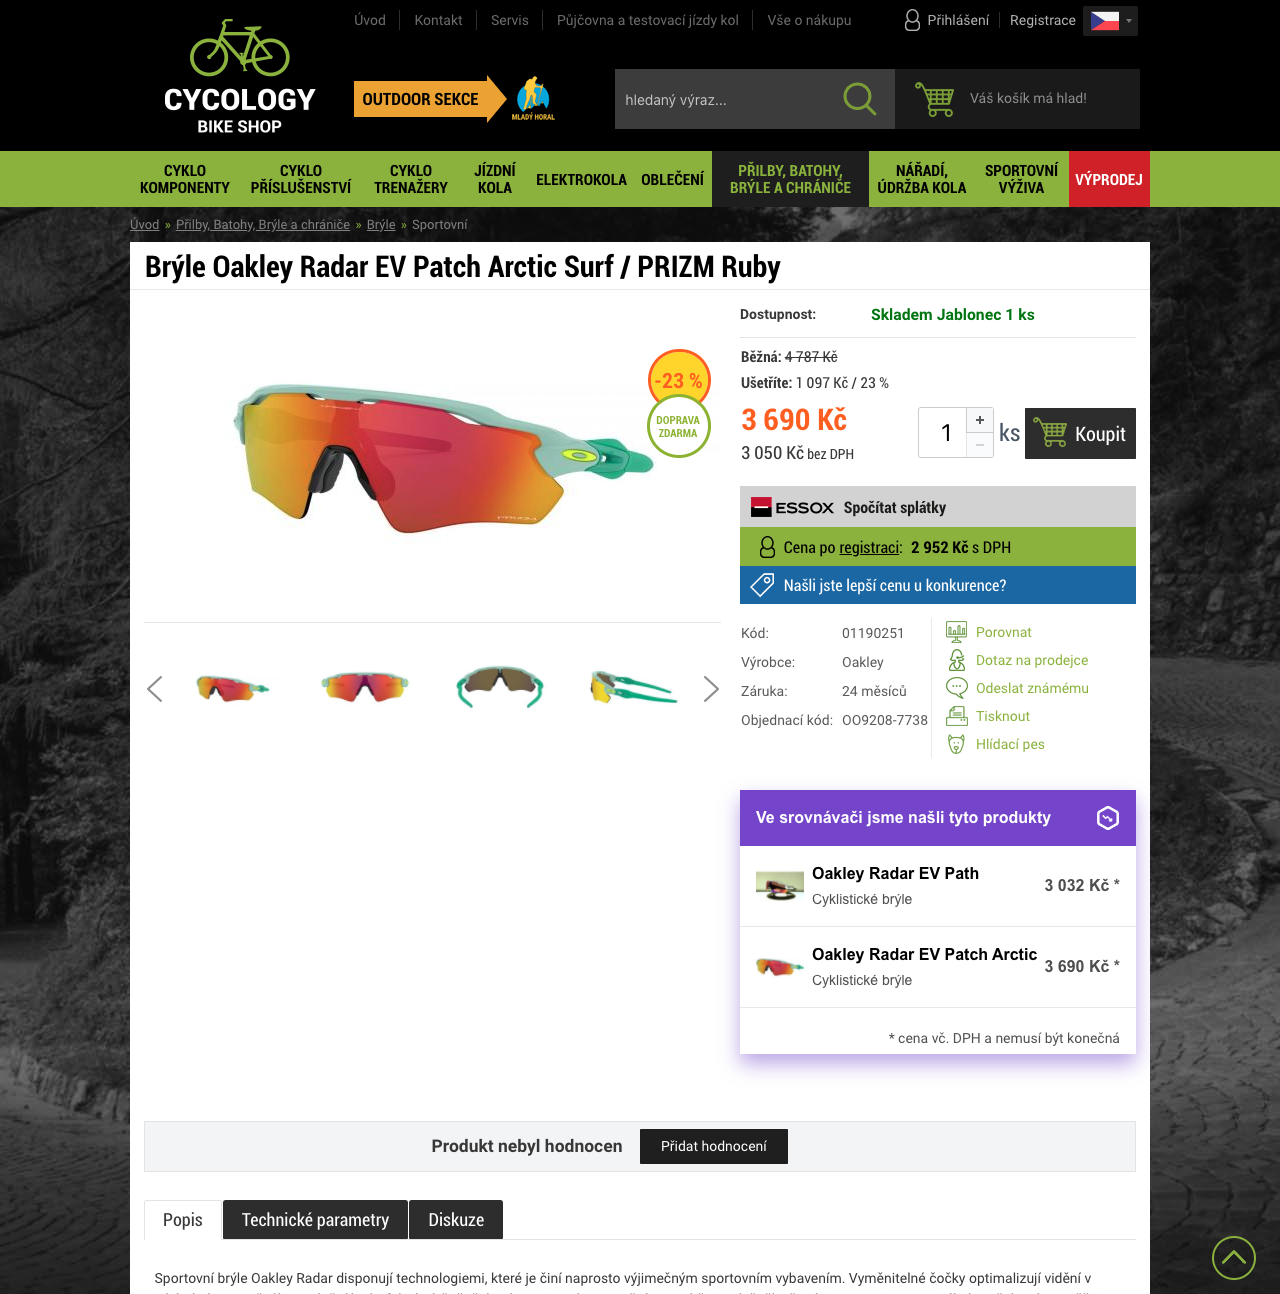 Úvod
Kontakt
Servis
Půjčovna a testovací jízdy kol
Vše o nákupu
Přihlášení
Registrace
CYCOLOGY
BIKE SHOP
OUTDOOR SEKCE
MLADÝ HORAL
hledaný výraz...
Váš košík má hlad!
CYKLO
KOMPONENTY
CYKLO
PŘÍSLUŠENSTVÍ
CYKLO
TRENAŽERY
JÍZDNÍ
KOLA
ELEKTROKOLA
OBLEČENÍ
PŘILBY, BATOHY,
BRÝLE A CHRÁNIČE
NÁŘADÍ,
ÚDRŽBA KOLA
SPORTOVNÍ
VÝŽIVA
VÝPRODEJ
Úvod » Přilby, Batohy, Brýle a chrániče » Brýle » Sportovní
Brýle Oakley Radar EV Patch Arctic Surf / PRIZM Ruby
-23 %
DOPRAVA
ZDARMA
Dostupnost: Skladem Jablonec 1 ks
Běžná: 4 787 Kč
Ušetříte: 1 097 Kč / 23 %
3 690 Kč
3 050 Kč bez DPH
1
+
−
ks
Koupit
ESSOX Spočítat splátky
Cena po registraci: 2 952 Kč s DPH
Našli jste lepší cenu u konkurence?
Kód: 01190251
Výrobce: Oakley
Záruka: 24 měsíců
Objednací kód: OO9208-7738
Porovnat
Dotaz na prodejce
Odeslat známému
Tisknout
Hlídací pes
Ve srovnávači jsme našli tyto produkty
Oakley Radar EV Path
Cyklistické brýle
3 032 Kč *
Oakley Radar EV Patch Arctic
Cyklistické brýle
3 690 Kč *
* cena vč. DPH a nemusí být konečná
Produkt nebyl hodnocen
Přidat hodnocení
Popis
Technické parametry
Diskuze
Sportovní brýle Oakley Radar disponují technologiemi, které je činí naprosto výjimečným sportovním vybavením. Vyměnitelné čočky optimalizují vidění v